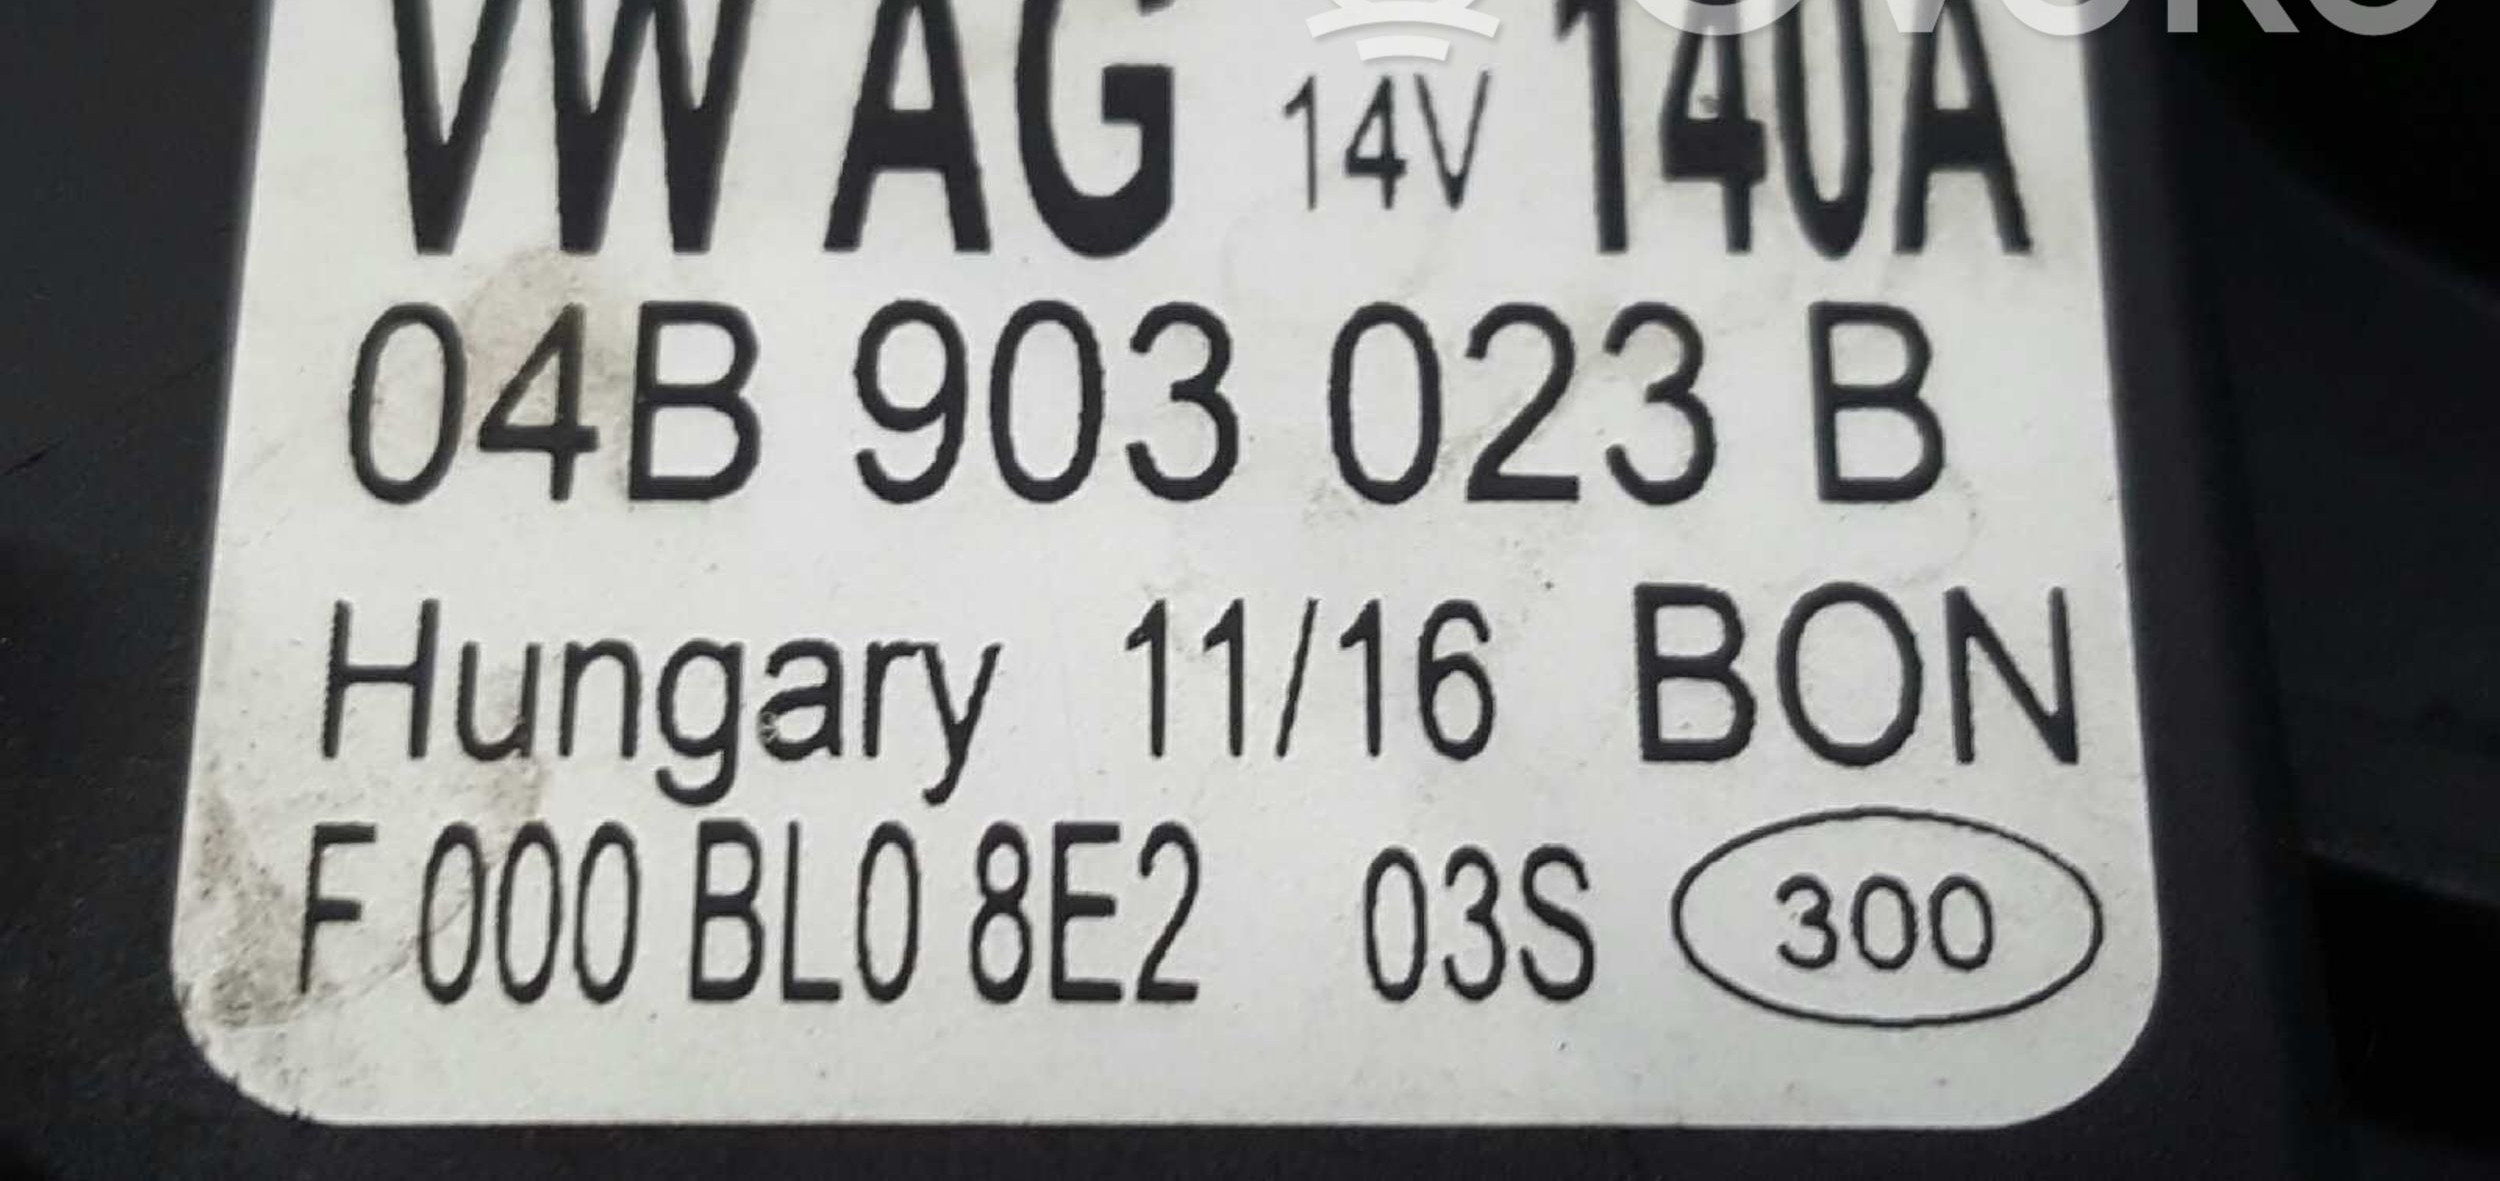 VW AG 14V 140A
04B 903 023 B
Hungary 11/16 BON
F 000 BL0 8E2 03S 300